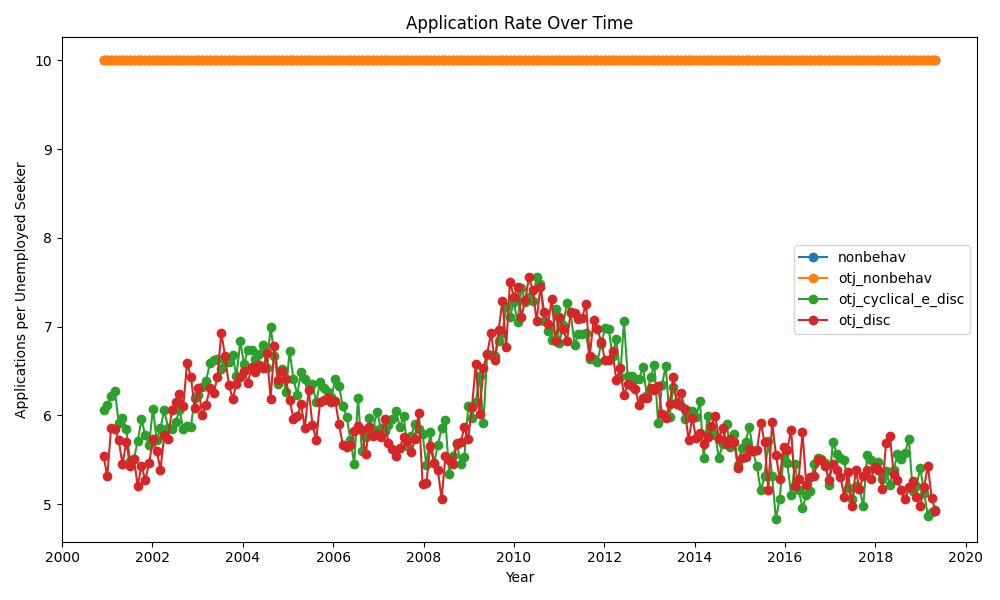 Application Rate Over Time
Applications per Unemployed Seeker
10
9
8
7
6
5
nonbehav
otj_nonbehav
otj_cyclical_e_disc
otj_disc
2000 2002 2004 2006 2008 2010 2012 2014 2016 2018 2020
Year